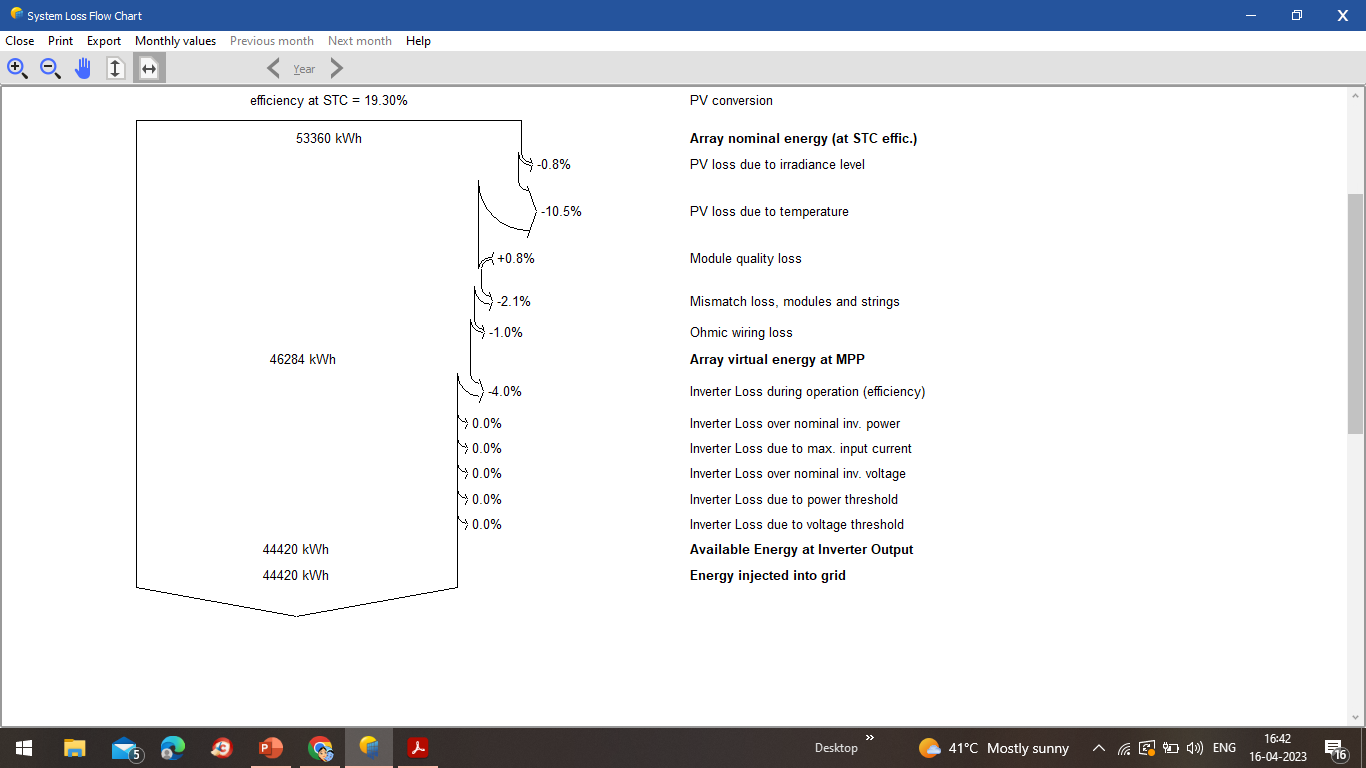 System Loss Flow Chart
Close Print Export Monthly values Previous month Next month Help
Year
efficiency at STC = 19.30% PV conversion
53360 kWh Array nominal energy (at STC effic.)
-0.8% PV loss due to irradiance level
-10.5% PV loss due to temperature
+0.8% Module quality loss
-2.1% Mismatch loss, modules and strings
-1.0% Ohmic wiring loss
46284 kWh Array virtual energy at MPP
-4.0% Inverter Loss during operation (efficiency)
0.0% Inverter Loss over nominal inv. power
0.0% Inverter Loss due to max. input current
0.0% Inverter Loss over nominal inv. voltage
0.0% Inverter Loss due to power threshold
0.0% Inverter Loss due to voltage threshold
44420 kWh Available Energy at Inverter Output
44420 kWh Energy injected into grid
5 Desktop 41°C Mostly sunny ENG 16:42
16-04-2023 16